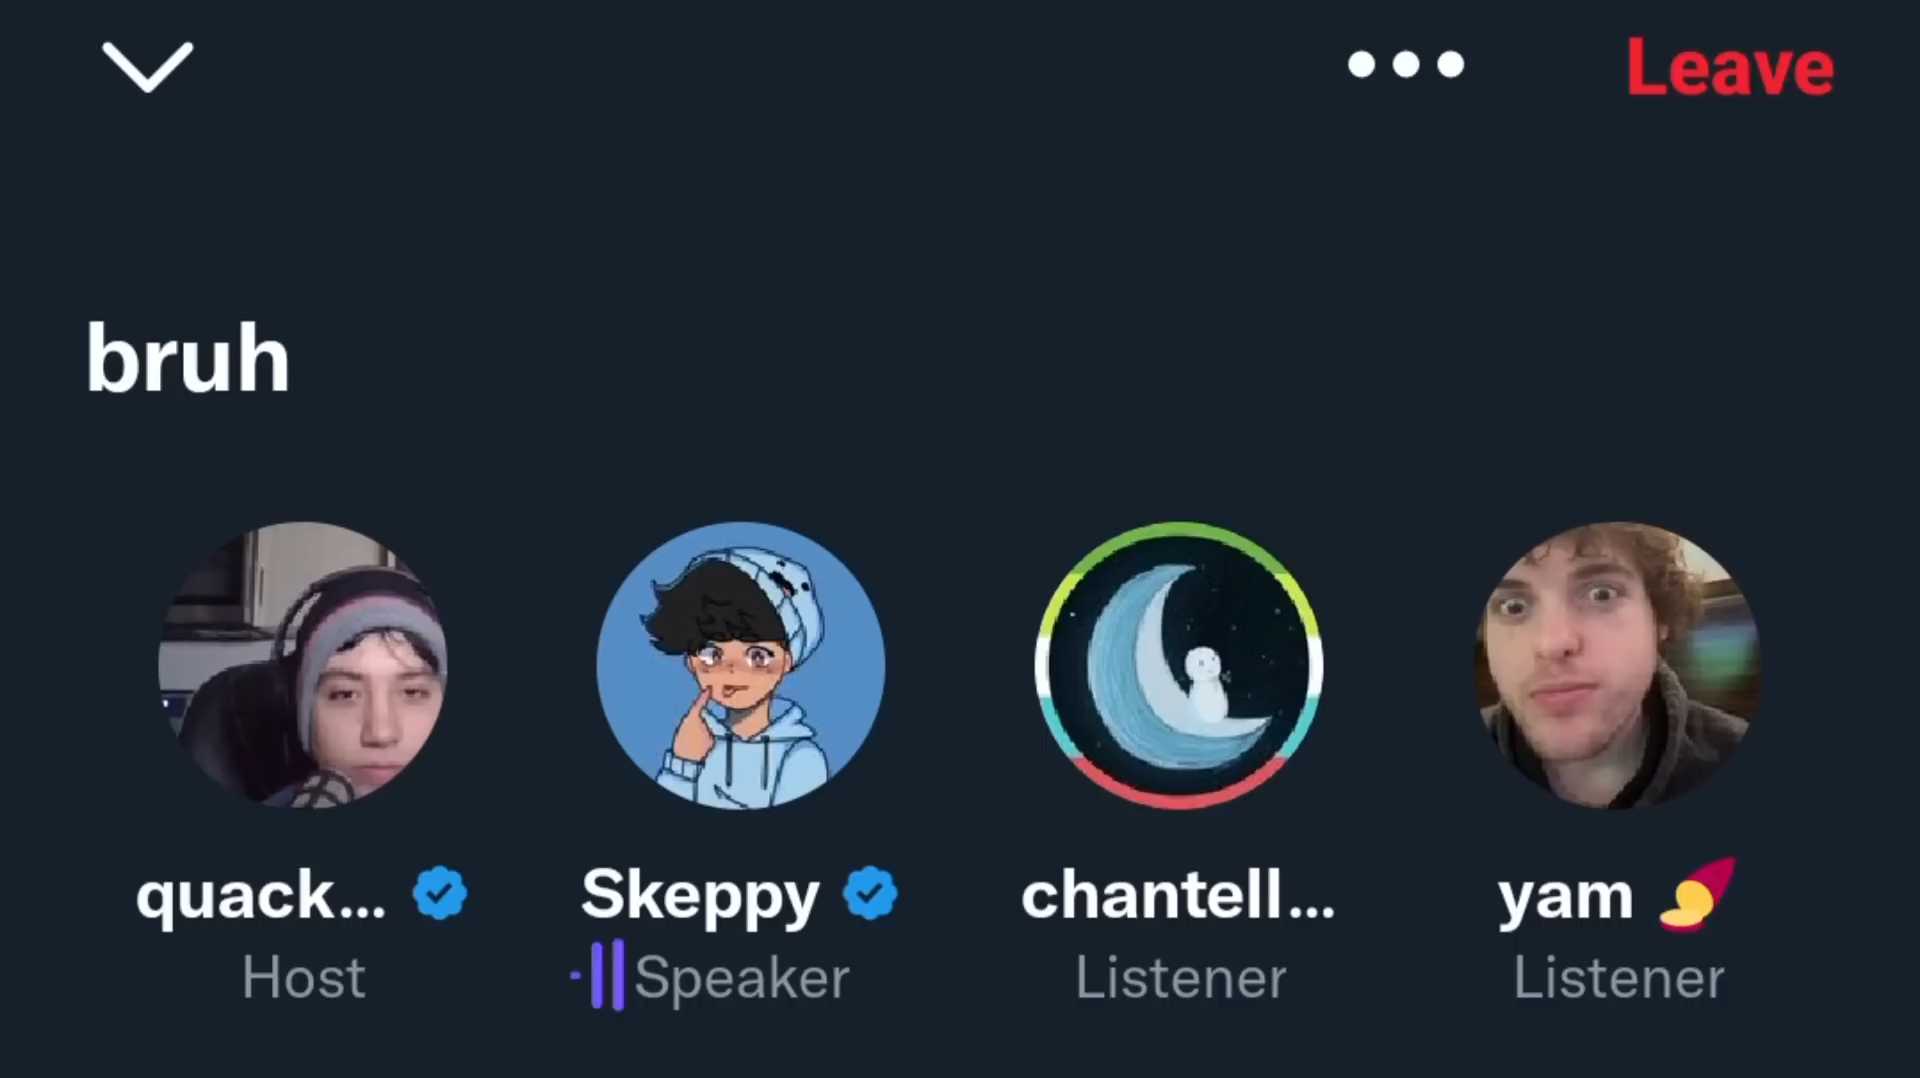 Leave
bruh
quack... Skeppy chantell... yam 🍠
Host Speaker Listener Listener